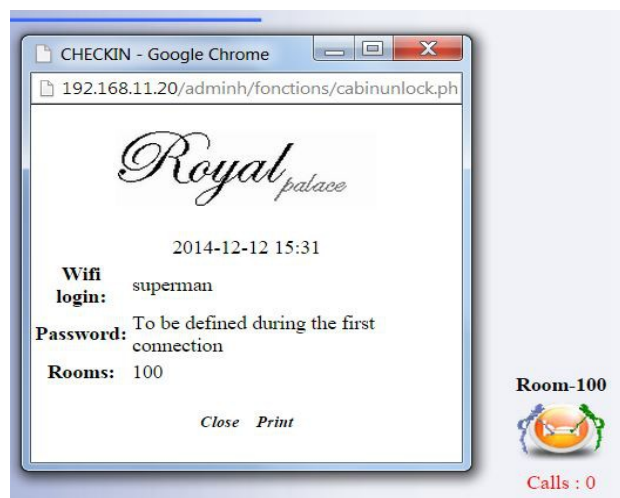 CHECKIN - Google Chrome
192.168.11.20/adminh/fonctions/cabinunlock.ph
Royal
palace
2014-12-12 15:31
Wifi login: superman
Password: To be defined during the first
connection
Rooms: 100
Close Print
Room-100
Calls : 0